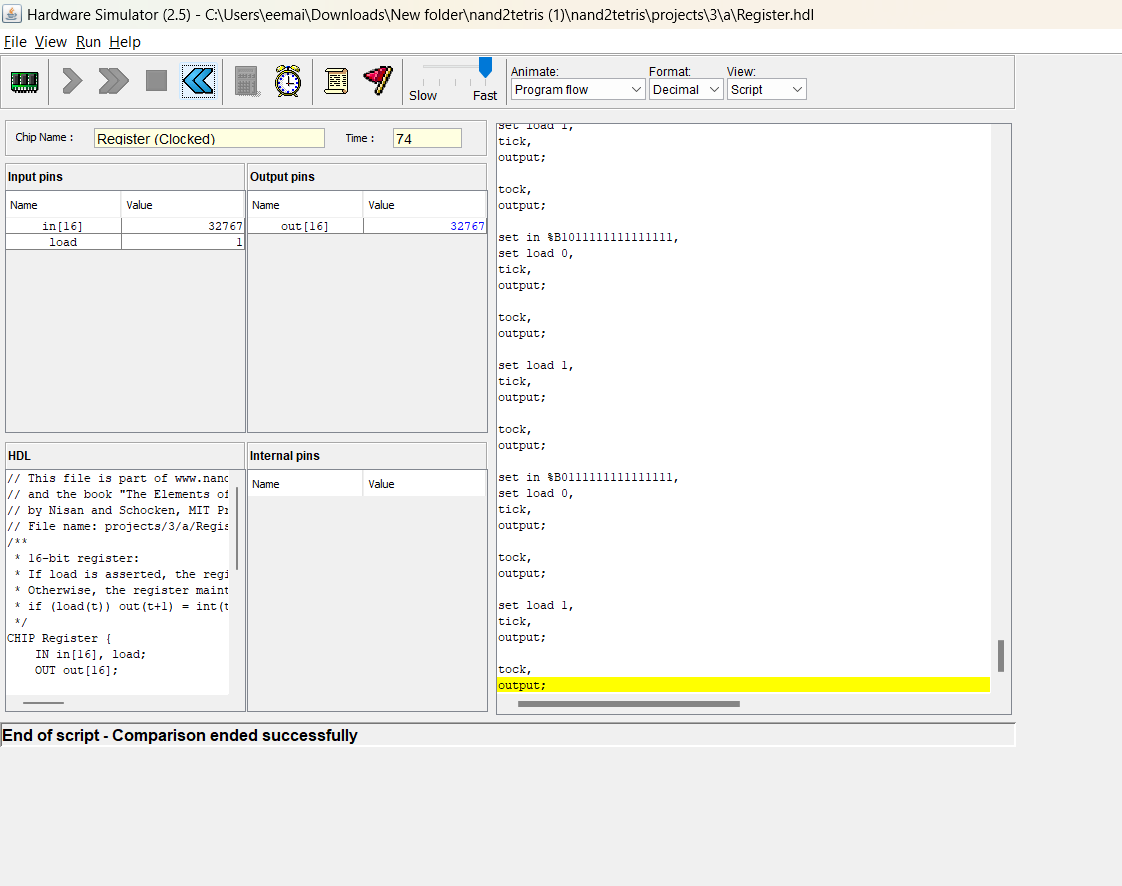 Hardware Simulator (2.5) - C:\Users\eemai\Downloads\New folder\nand2tetris (1)\nand2tetris\projects\3\a\Register.hdl
File View Run Help
Slow Fast
Animate: Format: View:
Program flow Decimal Script
Chip Name : Register (Clocked) Time : 74
Input pins
Name Value
in[16] 32767
load 1
Output pins
Name Value
out[16] 32767
HDL
// This file is part of www.nand
// and the book "The Elements of
// by Nisan and Schocken, MIT Pr
// File name: projects/3/a/Regis
/**
* 16-bit register:
* If load is asserted, the regi
* Otherwise, the register maint
* if (load(t)) out(t+1) = int(t
*/
CHIP Register {
IN in[16], load;
OUT out[16];
Internal pins
Name Value
set load 1,
tick,
output;
tock,
output;
set in %B1011111111111111,
set load 0,
tick,
output;
tock,
output;
set load 1,
tick,
output;
tock,
output;
set in %B0111111111111111,
set load 0,
tick,
output;
tock,
output;
set load 1,
tick,
output;
tock,
output;
End of script - Comparison ended successfully